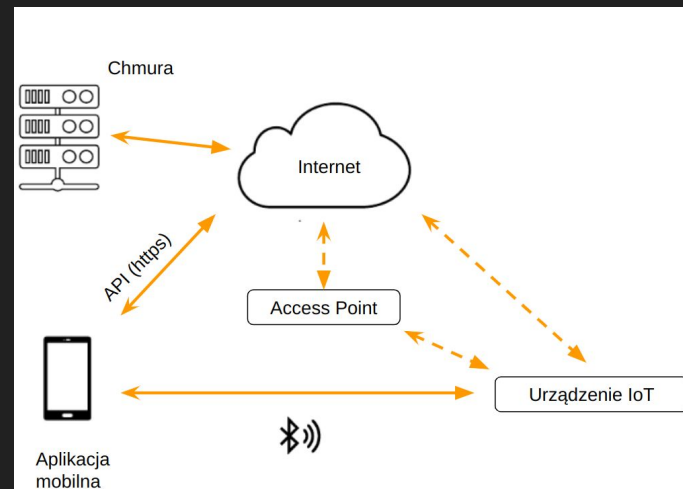 Chmura
Internet
API (https)
Access Point
Urządzenie IoT
Aplikacja
mobilna